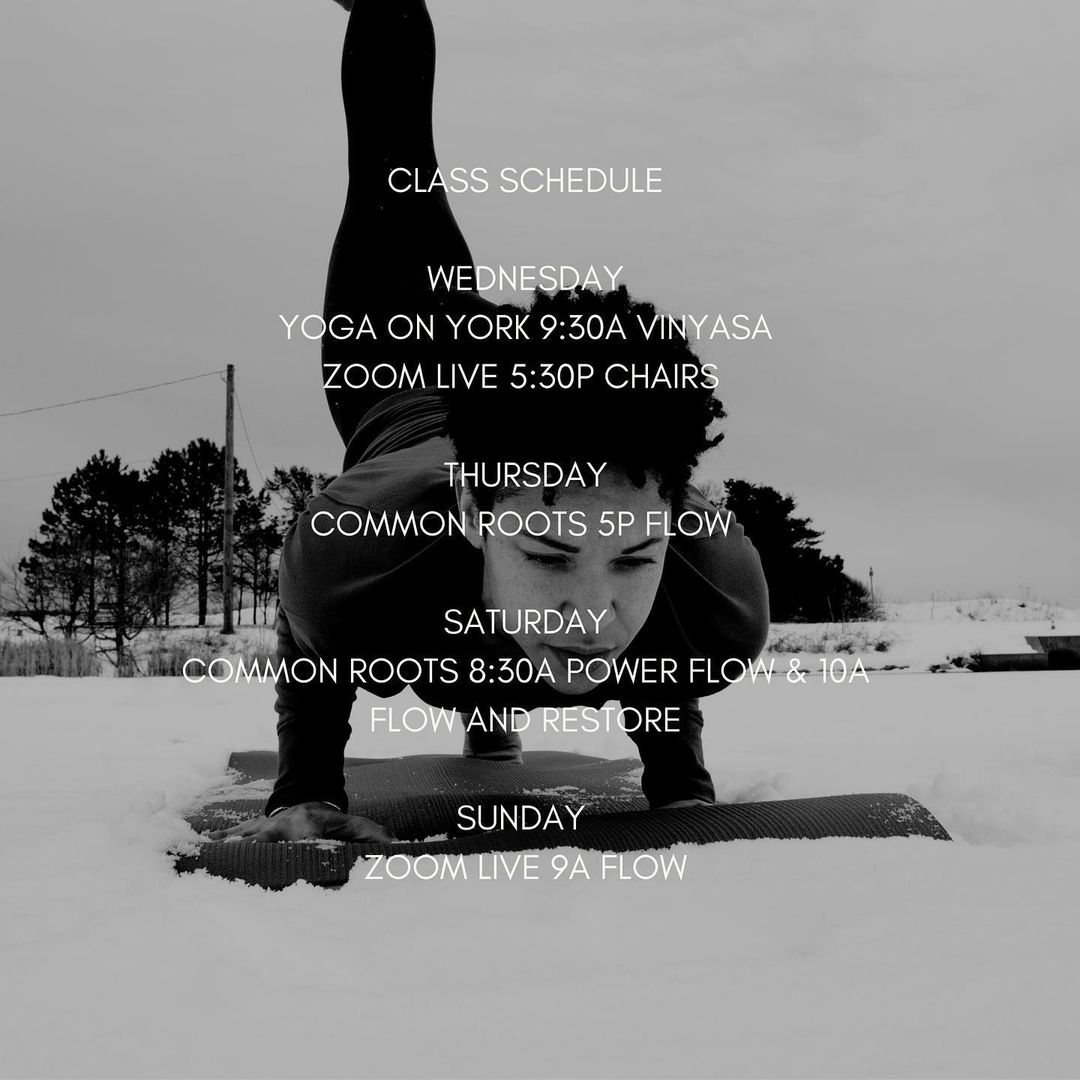 CLASS SCHEDULE
WEDNESDAY
YOGA ON YORK 9:30A VINYASA
ZOOM LIVE 5:30P CHAIRS
THURSDAY
COMMON ROOTS 5P FLOW
SATURDAY
COMMON ROOTS 8:30A POWER FLOW & 10A
FLOW AND RESTORE
SUNDAY
ZOOM LIVE 9A FLOW